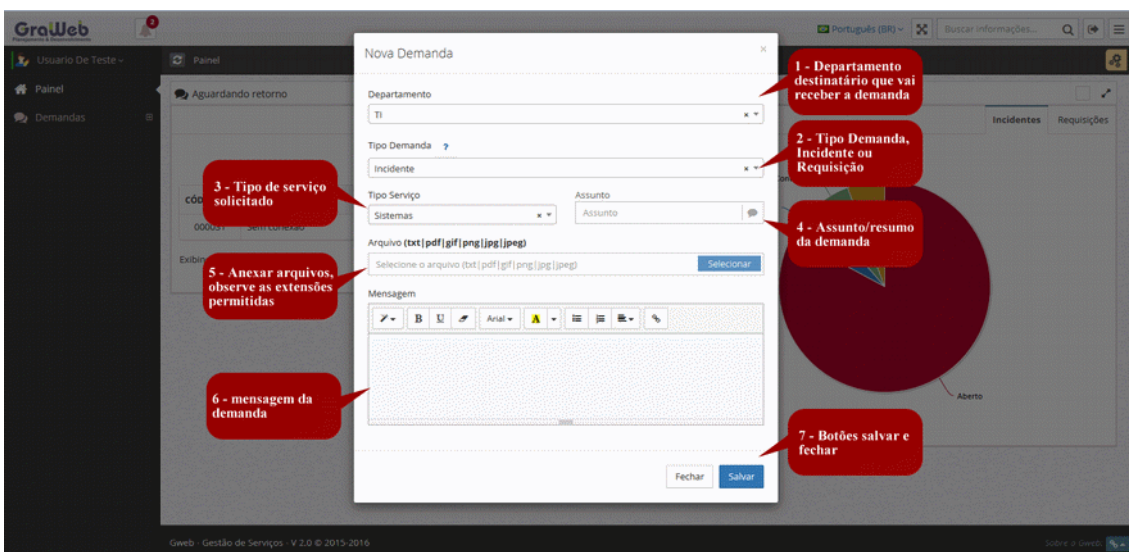 GraWeb
2
Português (BR)
Buscar informações...
Usuario De Teste
Painel
Painel
Demandas
Aguardando retorno
Incidentes
Requisições
Nova Demanda
×
Departamento
TI
Tipo Demanda ?
Incidente
Tipo Serviço
Assunto
Sistemas
Assunto
Arquivo (txt|pdf|gif|png|jpg|jpeg)
Selecione o arquivo (txt|pdf|gif|png|jpg|jpeg)
Selecionar
Mensagem
B U Arial A
Fechar
Salvar
1 - Departamento
destinatário que vai
receber a demanda
2 - Tipo Demanda,
Incidente ou
Requisição
3 - Tipo de serviço
solicitado
4 - Assunto/resumo
da demanda
5 - Anexar arquivos,
observe as extensões
permitidas
6 - mensagem da
demanda
7 - Botões salvar e
fechar
000031 Sem conexão
Aberto
Gweb - Gestão de Serviços - V 2.0 © 2015-2016
Sobre o Gweb